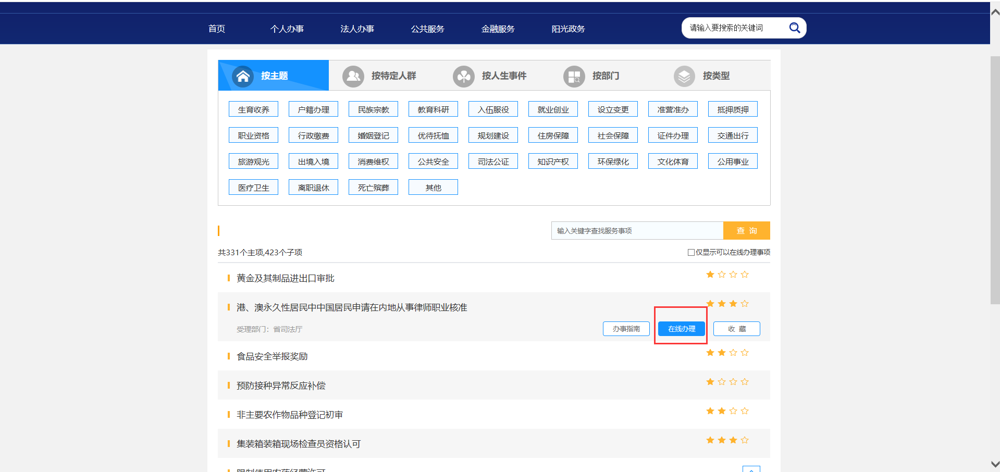 首页 个人办事 法人办事 公共服务 金融服务 阳光政务 请输入要搜索的关键词
按主题 按特定人群 按人生事件 按部门 按类型
生育收养 户籍办理 民族宗教 教育科研 入伍服役 就业创业 设立变更 准营准办 抵押质押
职业资格 行政缴费 婚姻登记 优待抚恤 规划建设 住房保障 社会保障 证件办理 交通出行
旅游观光 出境入境 消费维权 公共安全 司法公证 知识产权 环保绿化 文化体育 公用事业
医疗卫生 离职退休 死亡殡葬 其他
输入关键字查找服务事项 查 询
共331个主项,423个子项 仅显示可以在线办理事项
黄金及其制品进出口审批
港、澳永久性居民中中国居民申请在内地从事律师职业核准
受理部门：省司法厅 办事指南 在线办理 收 藏
食品安全举报奖励
预防接种异常反应补偿
非主要农作物品种登记初审
集装箱装箱现场检查员资格认可
限制使用农药经营许可